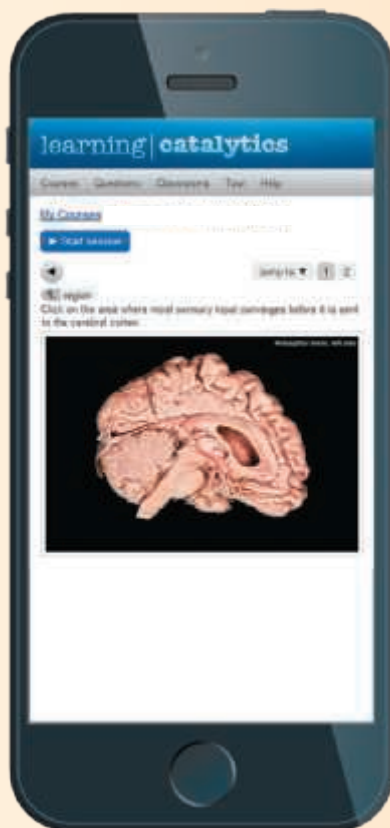 learning | catalytics
Courses Questions Classrooms Tour Help
My Courses
▶ Start session
Jump to ▼ 1 2
region
Click on the area where most sensory input converges before it is sent
to the cerebral cortex.